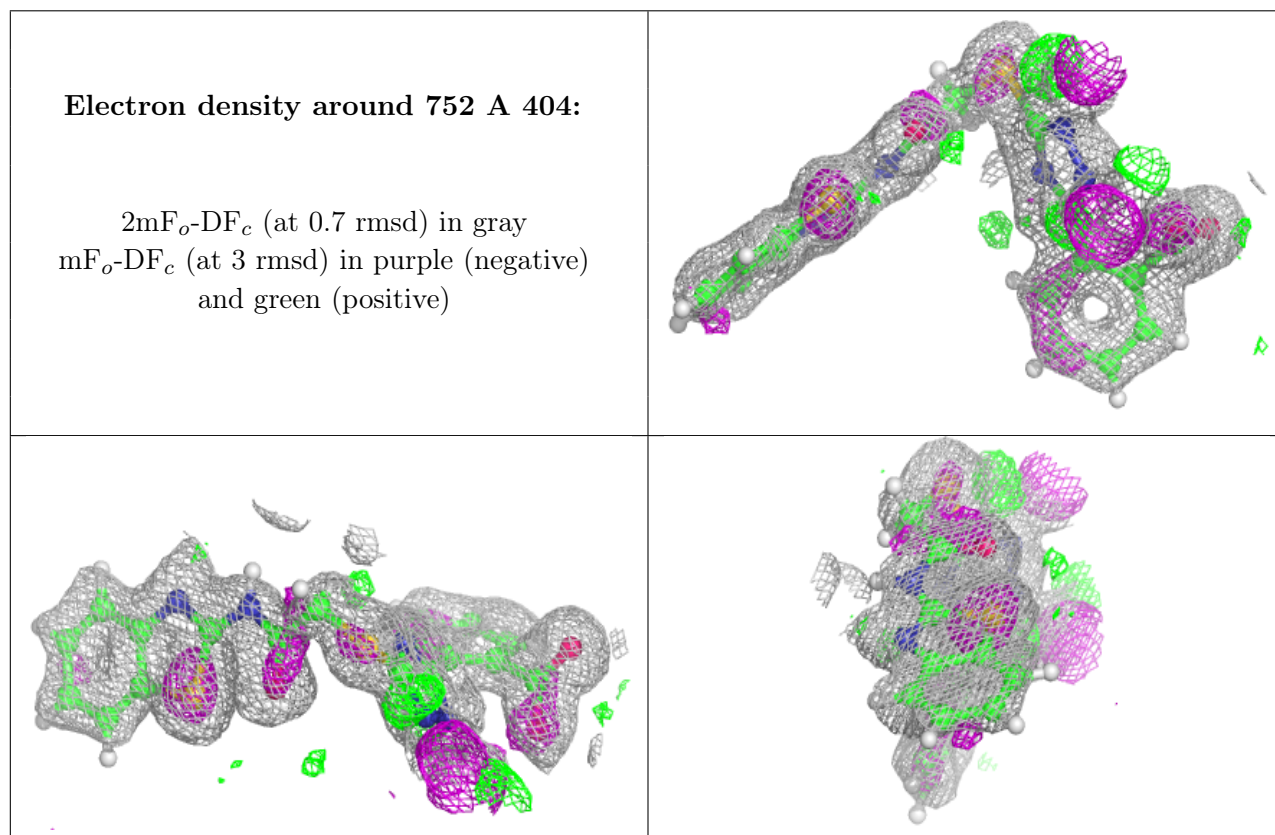 Electron density around 752 A 404:
2mFₒ-DF𝒸 (at 0.7 rmsd) in gray
mFₒ-DF𝒸 (at 3 rmsd) in purple (negative)
and green (positive)